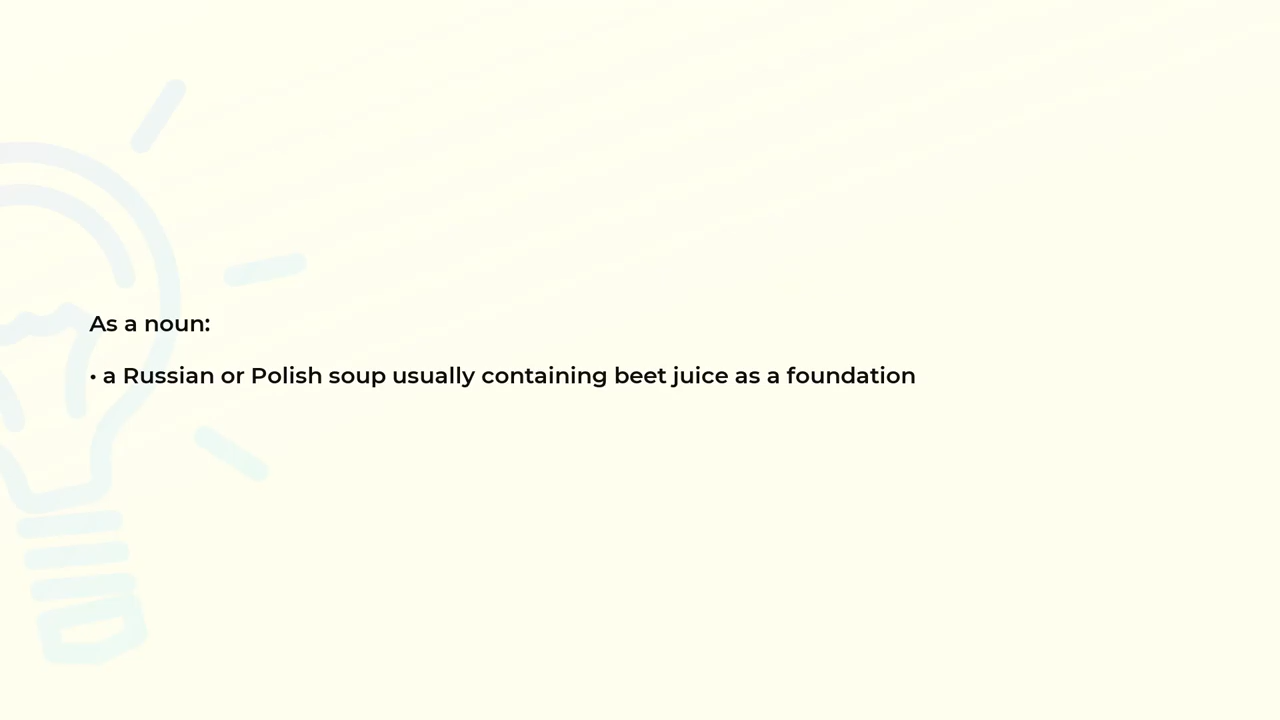 As a noun:
• a Russian or Polish soup usually containing beet juice as a foundation